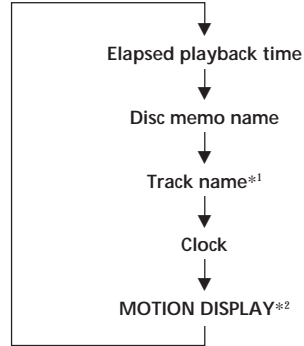 Elapsed playback time
Disc memo name
Track name*1
Clock
MOTION DISPLAY*2